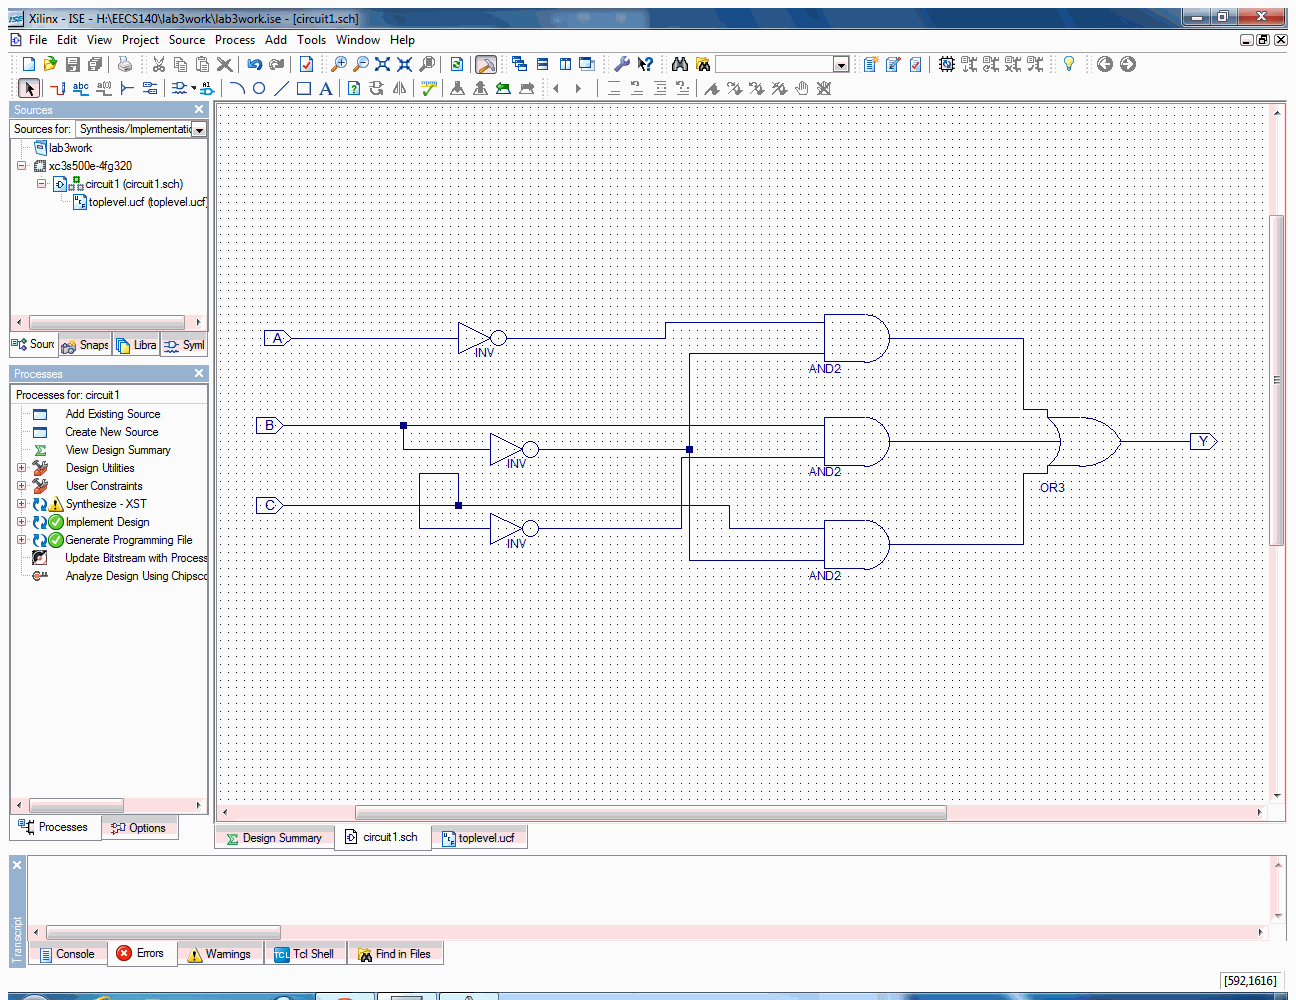 Xilinx - ISE - H:\EECS140\lab3work\lab3work.ise - [circuit1.sch]
File Edit View Project Source Process Add Tools Window Help
Sources
Sources for: Synthesis/Implementatic
lab3work
xc3s500e-4fg320
circuit1 (circuit1.sch)
toplevel.ucf (toplevel.ucf)
Sourc Snaps Libra Syml
Processes
Processes for: circuit1
Add Existing Source
Create New Source
View Design Summary
Design Utilities
User Constraints
Synthesize - XST
Implement Design
Generate Programming File
Update Bitstream with Process
Analyze Design Using Chipsco
Processes Options
A
INV
AND2
B
INV
AND2
Y
C
OR3
INV
AND2
Design Summary circuit1.sch toplevel.ucf
Transcript
Console Errors Warnings Tcl Shell Find in Files
[592,1616]